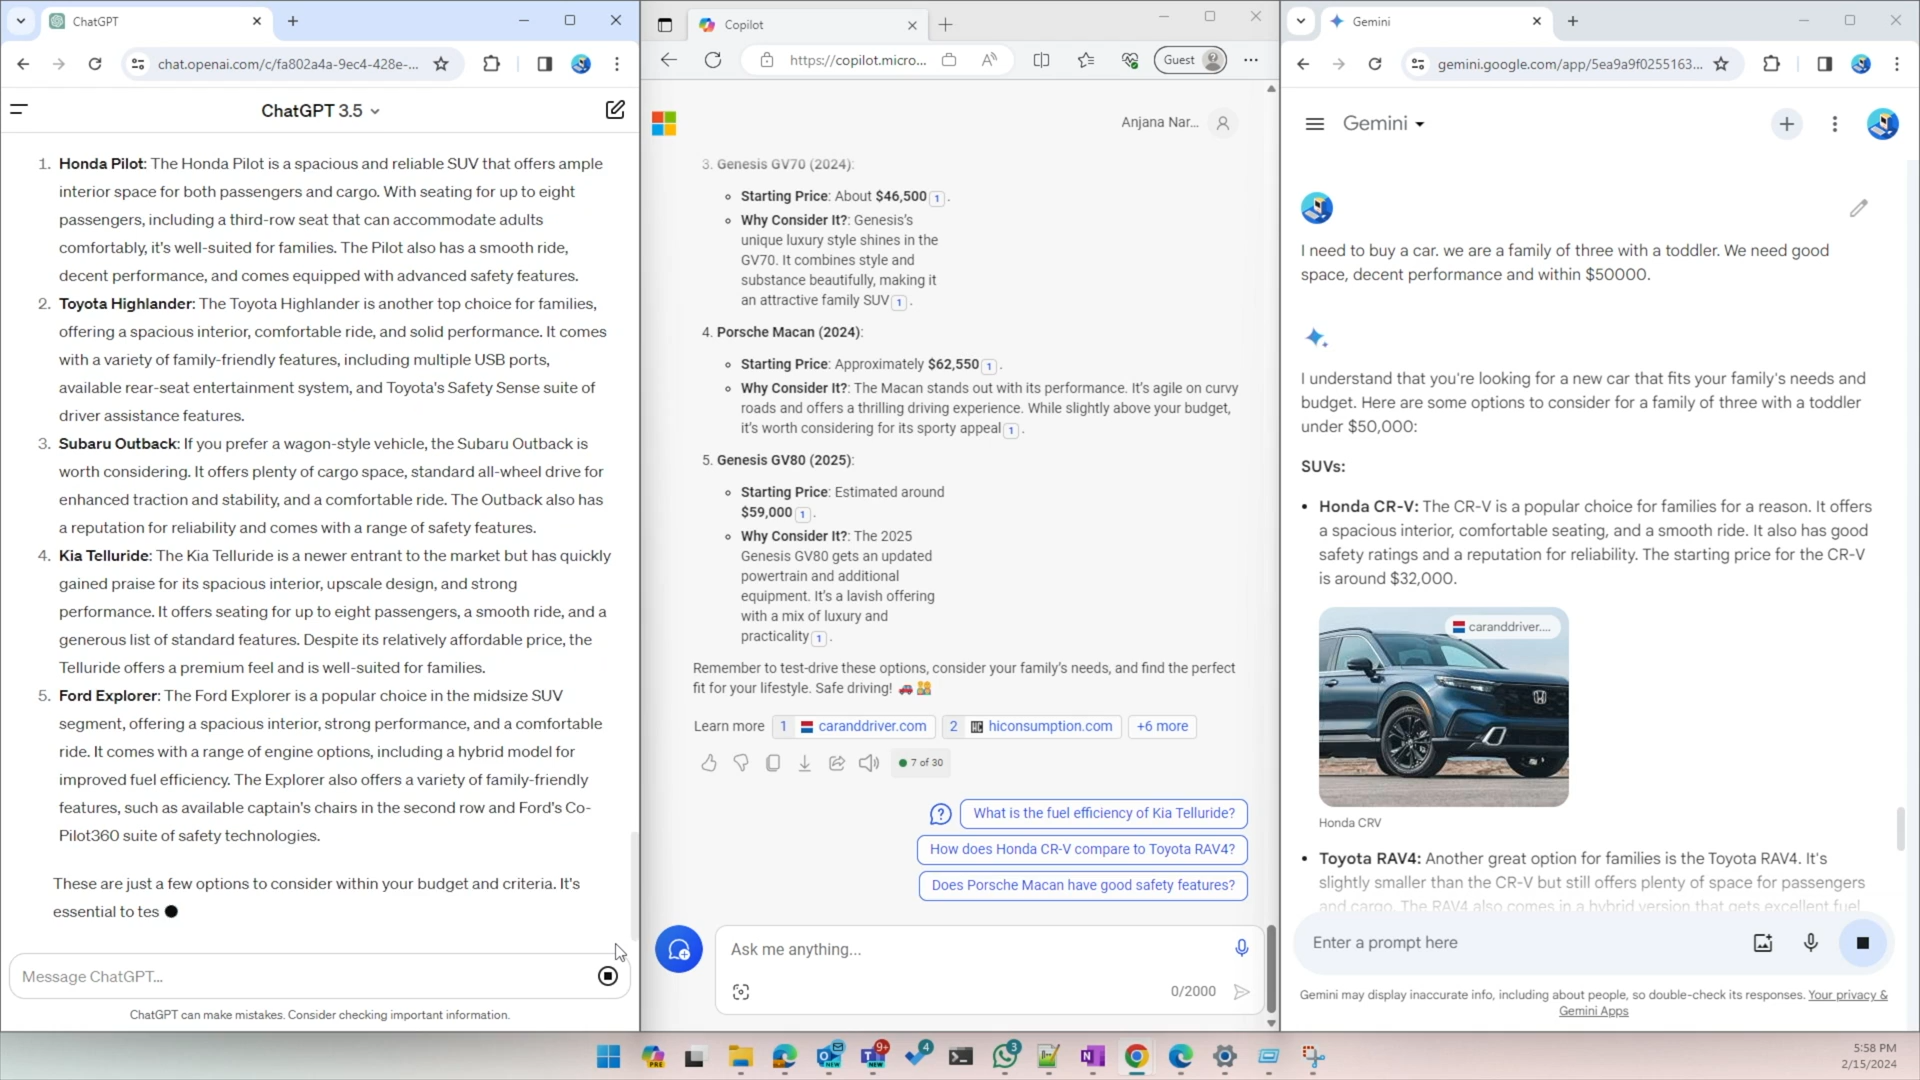 ChatGPT
chat.openai.com/c/fa802a4a-9ec4-428e-...
ChatGPT 3.5
1. Honda Pilot: The Honda Pilot is a spacious and reliable SUV that offers ample
interior space for both passengers and cargo. With seating for up to eight
passengers, including a third-row seat that can accommodate adults
comfortably, it's well-suited for families. The Pilot also has a smooth ride,
decent performance, and comes equipped with advanced safety features.
2. Toyota Highlander: The Toyota Highlander is another top choice for families,
offering a spacious interior, comfortable ride, and solid performance. It comes
with a variety of family-friendly features, including multiple USB ports,
available rear-seat entertainment system, and Toyota's Safety Sense suite of
driver assistance features.
3. Subaru Outback: If you prefer a wagon-style vehicle, the Subaru Outback is
worth considering. It offers plenty of cargo space, standard all-wheel drive for
enhanced traction and stability, and a comfortable ride. The Outback also has
a reputation for reliability and comes with a range of safety features.
4. Kia Telluride: The Kia Telluride is a newer entrant to the market but has quickly
gained praise for its spacious interior, upscale design, and strong
performance. It offers seating for up to eight passengers, a smooth ride, and a
generous list of standard features. Despite its relatively affordable price, the
Telluride offers a premium feel and is well-suited for families.
5. Ford Explorer: The Ford Explorer is a popular choice in the midsize SUV
segment, offering a spacious interior, strong performance, and a comfortable
ride. It comes with a range of engine options, including a hybrid model for
improved fuel efficiency. The Explorer also offers a variety of family-friendly
features, such as available captain's chairs in the second row and Ford's Co-
Pilot360 suite of safety technologies.
These are just a few options to consider within your budget and criteria. It's
essential to tes
Message ChatGPT...
ChatGPT can make mistakes. Consider checking important information.
Copilot
https://copilot.micro...
Guest
Anjana Nar...
3. Genesis GV70 (2024):
Starting Price: About $46,500 1.
Why Consider It?: Genesis's
unique luxury style shines in the
GV70. It combines style and
substance beautifully, making it
an attractive family SUV 1.
4. Porsche Macan (2024):
Starting Price: Approximately $62,550 1.
Why Consider It?: The Macan stands out with its performance. It's agile on curvy
roads and offers a thrilling driving experience. While slightly above your budget,
it's worth considering for its sporty appeal 1.
5. Genesis GV80 (2025):
Starting Price: Estimated around
$59,000 1.
Why Consider It?: The 2025
Genesis GV80 gets an updated
powertrain and additional
equipment. It's a lavish offering
with a mix of luxury and
practicality 1.
Remember to test-drive these options, consider your family's needs, and find the perfect
fit for your lifestyle. Safe driving! 🚗👪
Learn more 1 caranddriver.com 2 hiconsumption.com +6 more
7 of 30
What is the fuel efficiency of Kia Telluride?
How does Honda CR-V compare to Toyota RAV4?
Does Porsche Macan have good safety features?
Ask me anything...
0/2000
Gemini
gemini.google.com/app/5ea9a9f0255163...
Gemini
I need to buy a car. we are a family of three with a toddler. We need good
space, decent performance and within $50000.
I understand that you're looking for a new car that fits your family's needs and
budget. Here are some options to consider for a family of three with a toddler
under $50,000:
SUVs:
Honda CR-V: The CR-V is a popular choice for families for a reason. It offers
a spacious interior, comfortable seating, and a smooth ride. It also has good
safety ratings and a reputation for reliability. The starting price for the CR-V
is around $32,000.
caranddriver....
Honda CRV
Toyota RAV4: Another great option for families is the Toyota RAV4. It's
slightly smaller than the CR-V but still offers plenty of space for passengers
and cargo. The RAV4 also comes in a hybrid version that gets excellent fuel
Enter a prompt here
Gemini may display inaccurate info, including about people, so double-check its responses. Your privacy &
Gemini Apps
PRE
NEW
9+
NEW
4
3
5:58 PM
2/15/2024